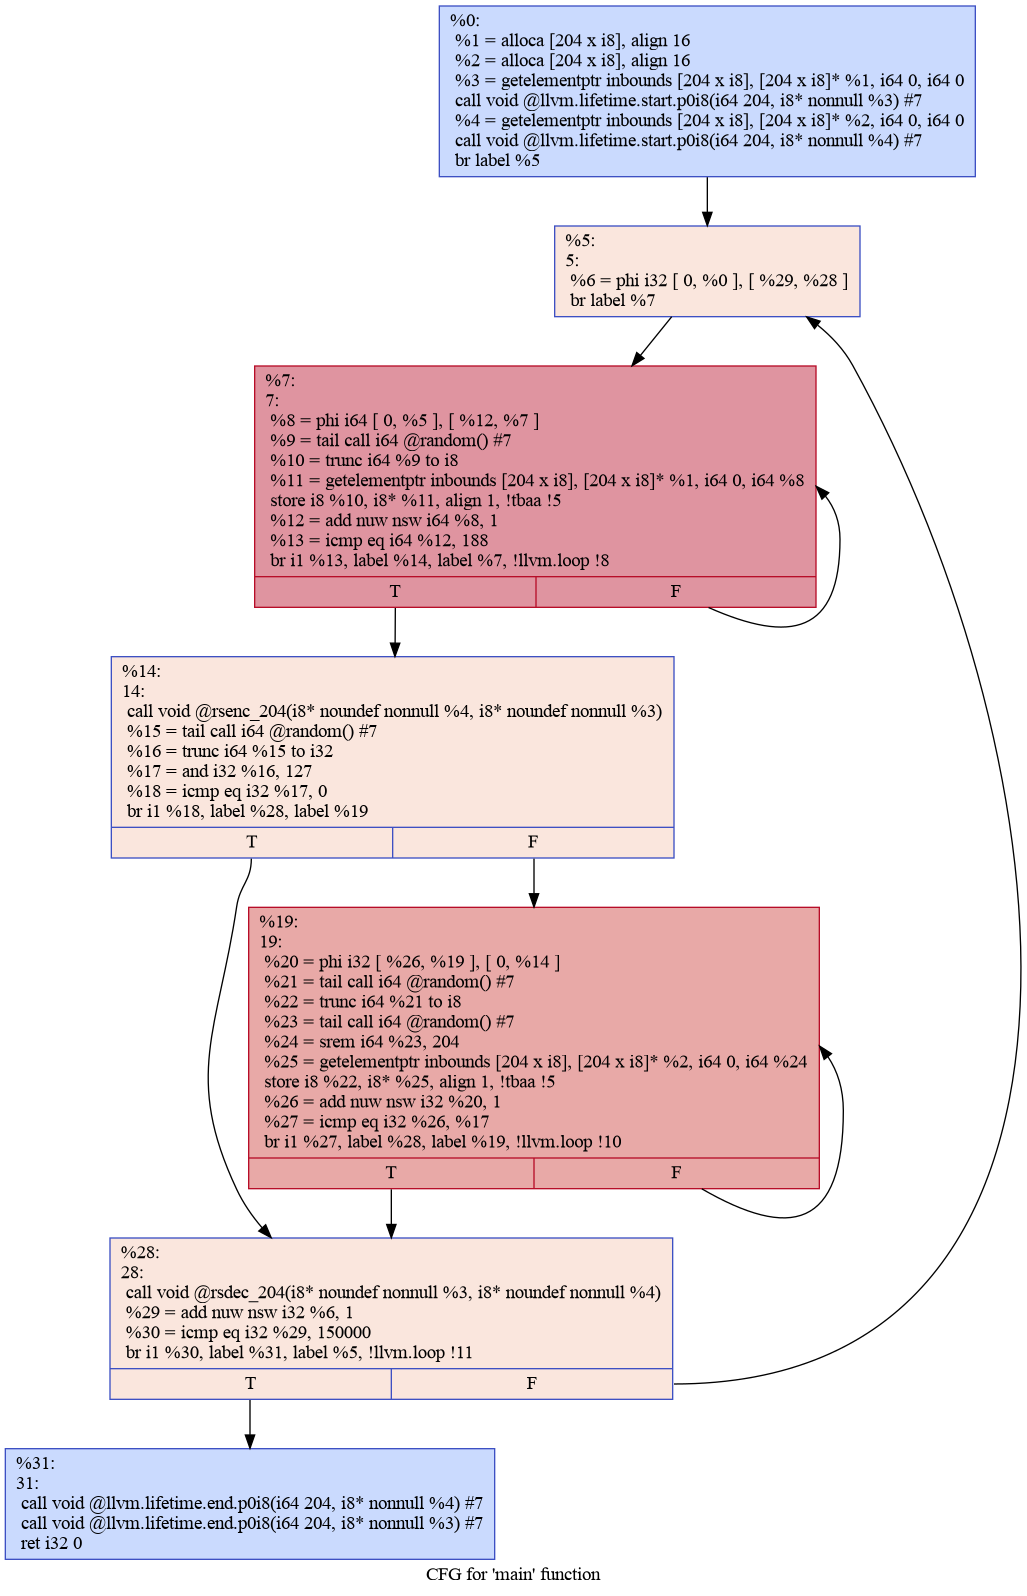 %0:
%1 = alloca [204 x i8], align 16
%2 = alloca [204 x i8], align 16
%3 = getelementptr inbounds [204 x i8], [204 x i8]* %1, i64 0, i64 0
call void @llvm.lifetime.start.p0i8(i64 204, i8* nonnull %3) #7
%4 = getelementptr inbounds [204 x i8], [204 x i8]* %2, i64 0, i64 0
call void @llvm.lifetime.start.p0i8(i64 204, i8* nonnull %4) #7
br label %5
%5:
5:
%6 = phi i32 [ 0, %0 ], [ %29, %28 ]
br label %7
%7:
7:
%8 = phi i64 [ 0, %5 ], [ %12, %7 ]
%9 = tail call i64 @random() #7
%10 = trunc i64 %9 to i8
%11 = getelementptr inbounds [204 x i8], [204 x i8]* %1, i64 0, i64 %8
store i8 %10, i8* %11, align 1, !tbaa !5
%12 = add nuw nsw i64 %8, 1
%13 = icmp eq i64 %12, 188
br i1 %13, label %14, label %7, !llvm.loop !8
T F
%14:
14:
call void @rsenc_204(i8* noundef nonnull %4, i8* noundef nonnull %3)
%15 = tail call i64 @random() #7
%16 = trunc i64 %15 to i32
%17 = and i32 %16, 127
%18 = icmp eq i32 %17, 0
br i1 %18, label %28, label %19
T F
%19:
19:
%20 = phi i32 [ %26, %19 ], [ 0, %14 ]
%21 = tail call i64 @random() #7
%22 = trunc i64 %21 to i8
%23 = tail call i64 @random() #7
%24 = srem i64 %23, 204
%25 = getelementptr inbounds [204 x i8], [204 x i8]* %2, i64 0, i64 %24
store i8 %22, i8* %25, align 1, !tbaa !5
%26 = add nuw nsw i32 %20, 1
%27 = icmp eq i32 %26, %17
br i1 %27, label %28, label %19, !llvm.loop !10
T F
%28:
28:
call void @rsdec_204(i8* noundef nonnull %3, i8* noundef nonnull %4)
%29 = add nuw nsw i32 %6, 1
%30 = icmp eq i32 %29, 150000
br i1 %30, label %31, label %5, !llvm.loop !11
T F
%31:
31:
call void @llvm.lifetime.end.p0i8(i64 204, i8* nonnull %4) #7
call void @llvm.lifetime.end.p0i8(i64 204, i8* nonnull %3) #7
ret i32 0
CFG for 'main' function